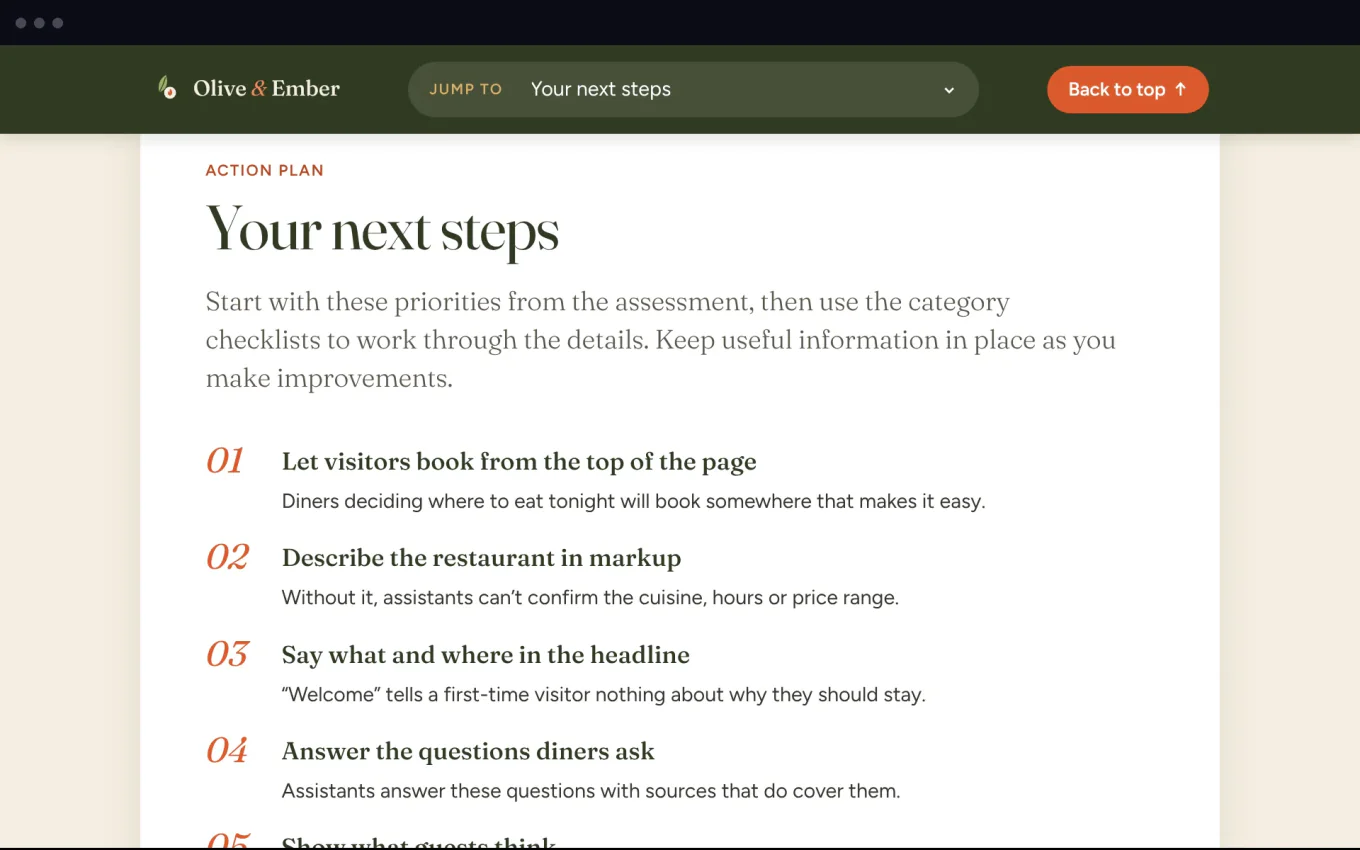 Olive & Ember
JUMP TO
Your next steps
Back to top ↑
ACTION PLAN
Your next steps
Start with these priorities from the assessment, then use the category
checklists to work through the details. Keep useful information in place as you
make improvements.
01
Let visitors book from the top of the page
Diners deciding where to eat tonight will book somewhere that makes it easy.
02
Describe the restaurant in markup
Without it, assistants can’t confirm the cuisine, hours or price range.
03
Say what and where in the headline
“Welcome” tells a first-time visitor nothing about why they should stay.
04
Answer the questions diners ask
Assistants answer these questions with sources that do cover them.
05
Show what guests think